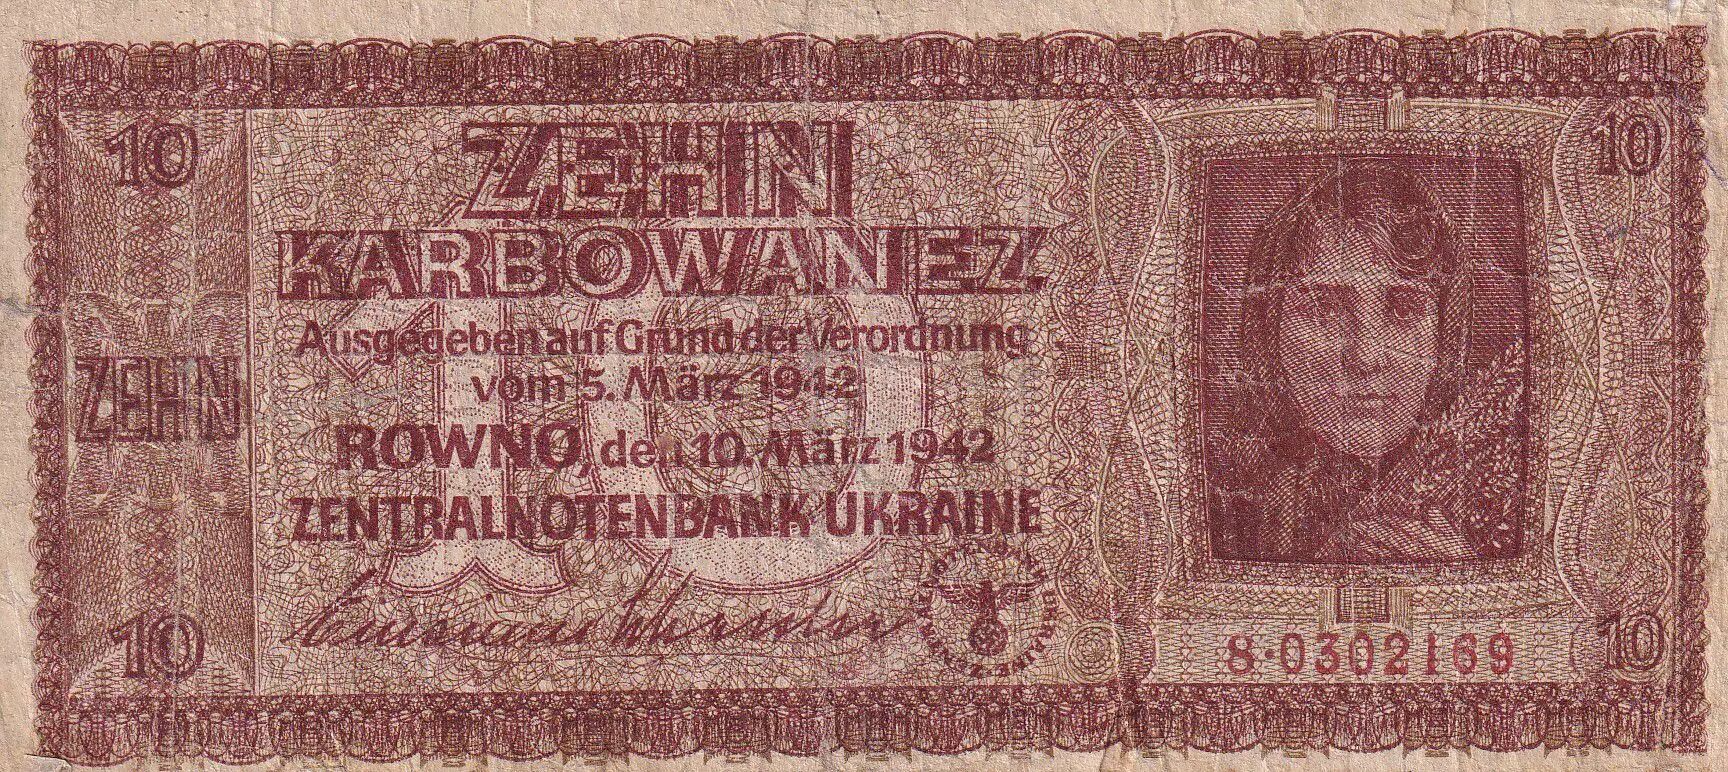 10
10
ZEHN
KARBOWANEZ
Ausgegeben auf Grund der Verordnung
vom 5. März 1942
ZEHN
10
ROWNO, den 10. März 1942
ZENTRALNOTENBANK UKRAINE
8·0302169
10
10